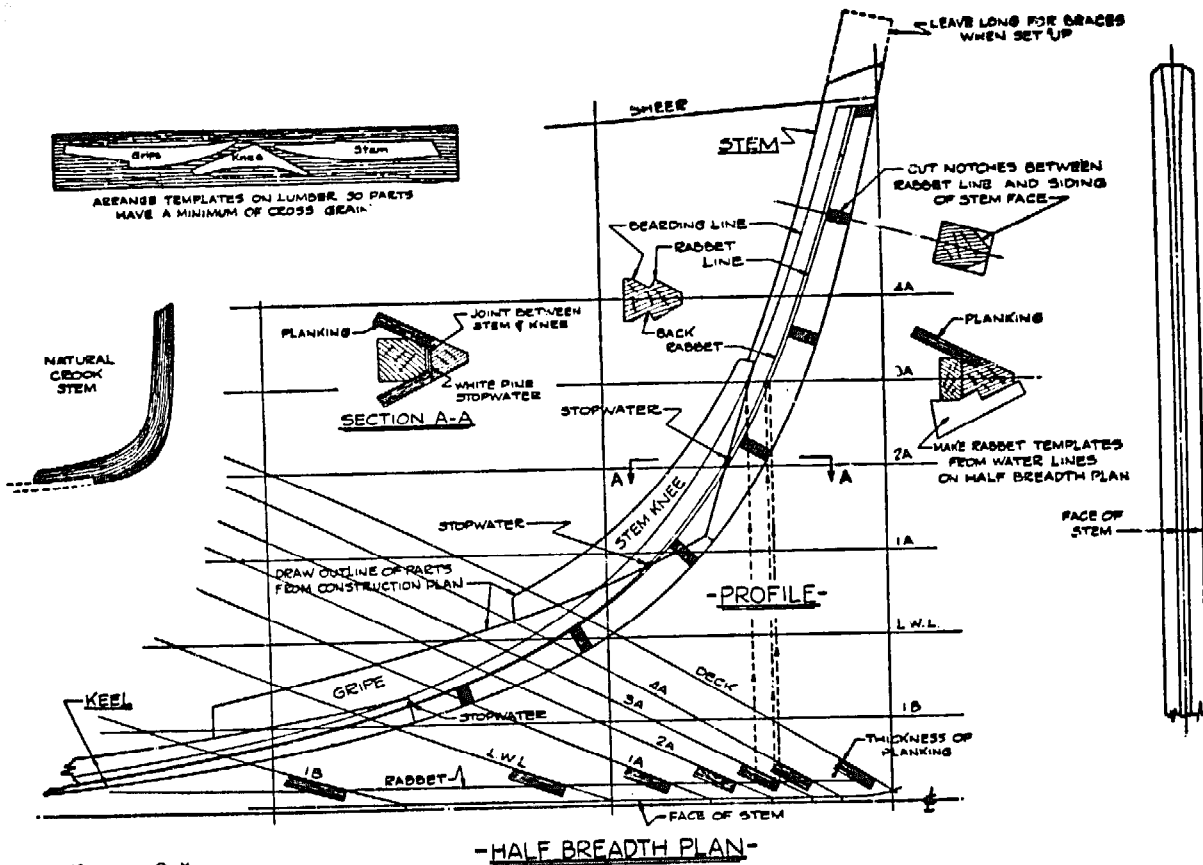 LEAVE LONG FOR BRACES
WHEN SET UP
SHEER
STEM
Grips
Knee
Stem
ARRANGE TEMPLATES ON LUMBER SO PARTS
HAVE A MINIMUM OF CROSS GRAIN
CUT NOTCHES BETWEEN
RABBET LINE AND SIDING
OF STEM FACE
BEARDING LINE
RABBET
LINE
4A
BACK
RABBET
PLANKING
JOINT BETWEEN
STEM & KNEE
WHITE PINE
STOPWATER
SECTION A-A
NATURAL
CROOK
STEM
PLANKING
3A
STOPWATER
MAKE RABBET TEMPLATES
FROM WATER LINES
ON HALF BREADTH PLAN
2A
A
A
STEM KNEE
STOPWATER
FACE OF
STEM
1A
DRAW OUTLINE OF PARTS
FROM CONSTRUCTION PLAN
-PROFILE-
L.W.L.
DECK
GRIPE
4A
3A
KEEL
STOPWATER
1B
2A
THICKNESS OF
PLANKING
1B
L.W.L
1A
RABBET
FACE OF STEM
-HALF BREADTH PLAN-